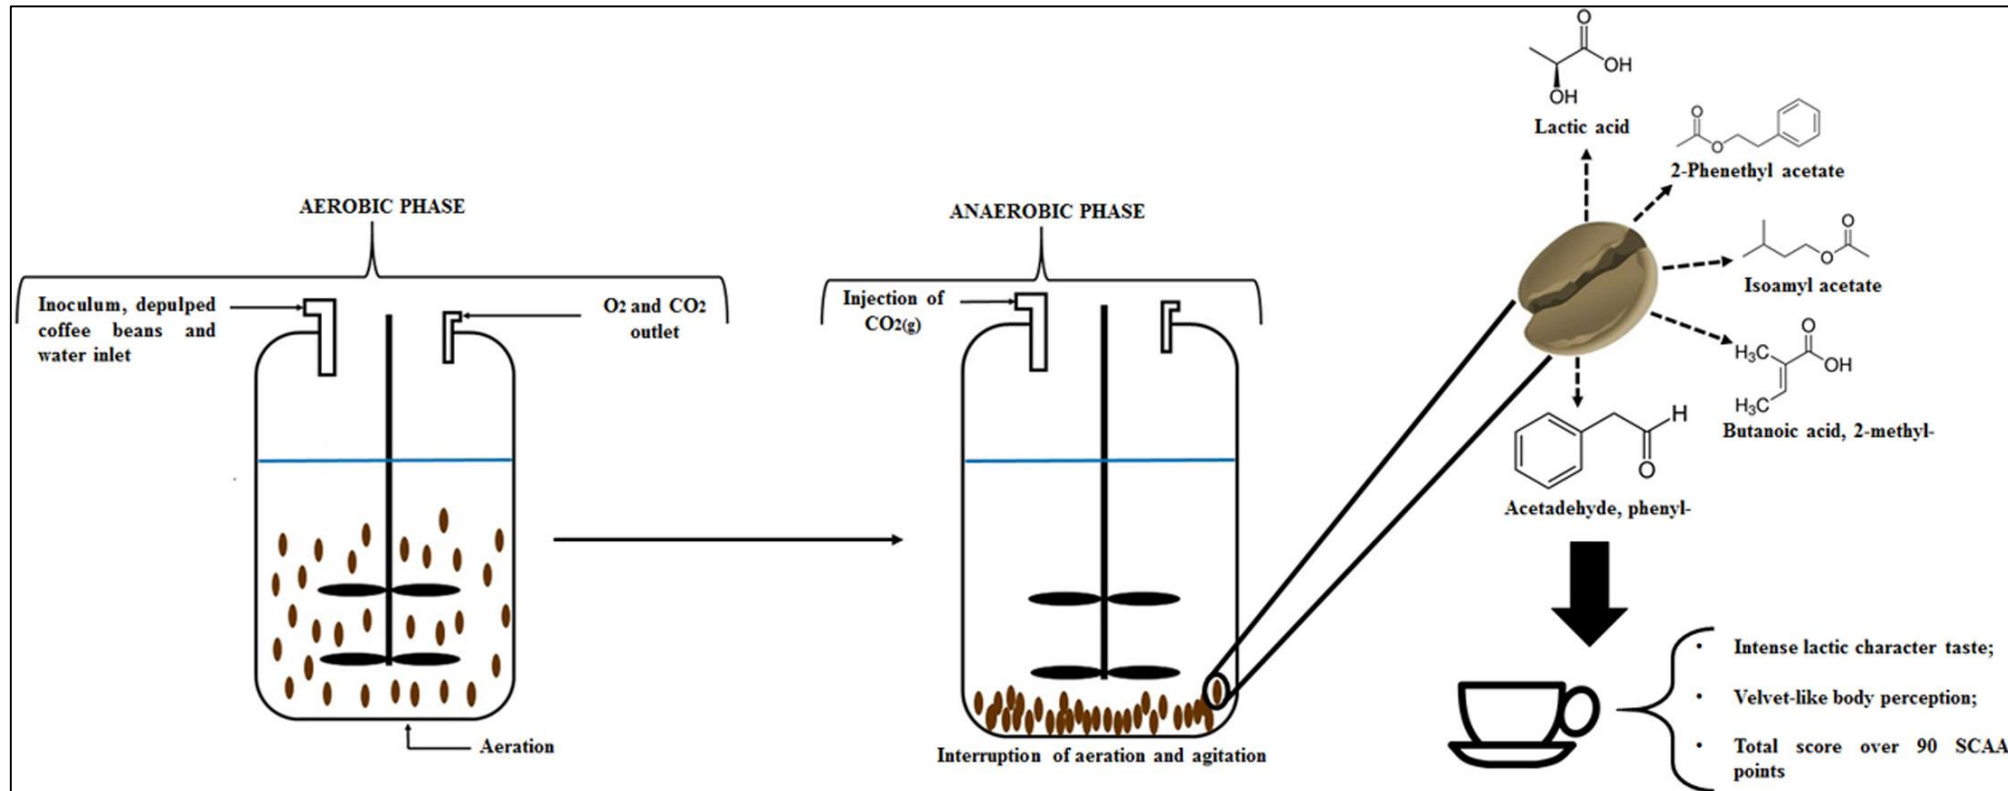 AEROBIC PHASE
Inoculum, depulped
coffee beans and
water inlet
O2 and CO2
outlet
Aeration
ANAEROBIC PHASE
Injection of
CO2(g)
Interruption of aeration and agitation
O
OH
OH
Lactic acid
O
O
2-Phenethyl acetate
O
O
Isoamyl acetate
O
H3C
OH
H3C
Butanoic acid, 2-methyl-
H
O
Acetadehyde, phenyl-
• Intense lactic character taste;
• Velvet-like body perception;
• Total score over 90 SCAA
points